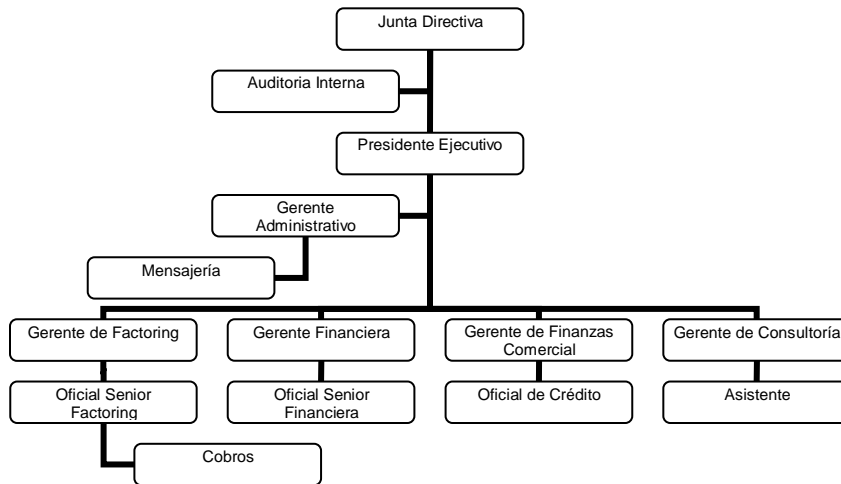 Junta Directiva
Auditoria Interna
Presidente Ejecutivo
Gerente
Administrativo
Mensajería
Gerente de Factoring
Gerente Financiera
Gerente de Finanzas
Comercial
Gerente de Consultoría
Oficial Senior
Factoring
Oficial Senior
Financiera
Oficial de Crédito
Asistente
Cobros